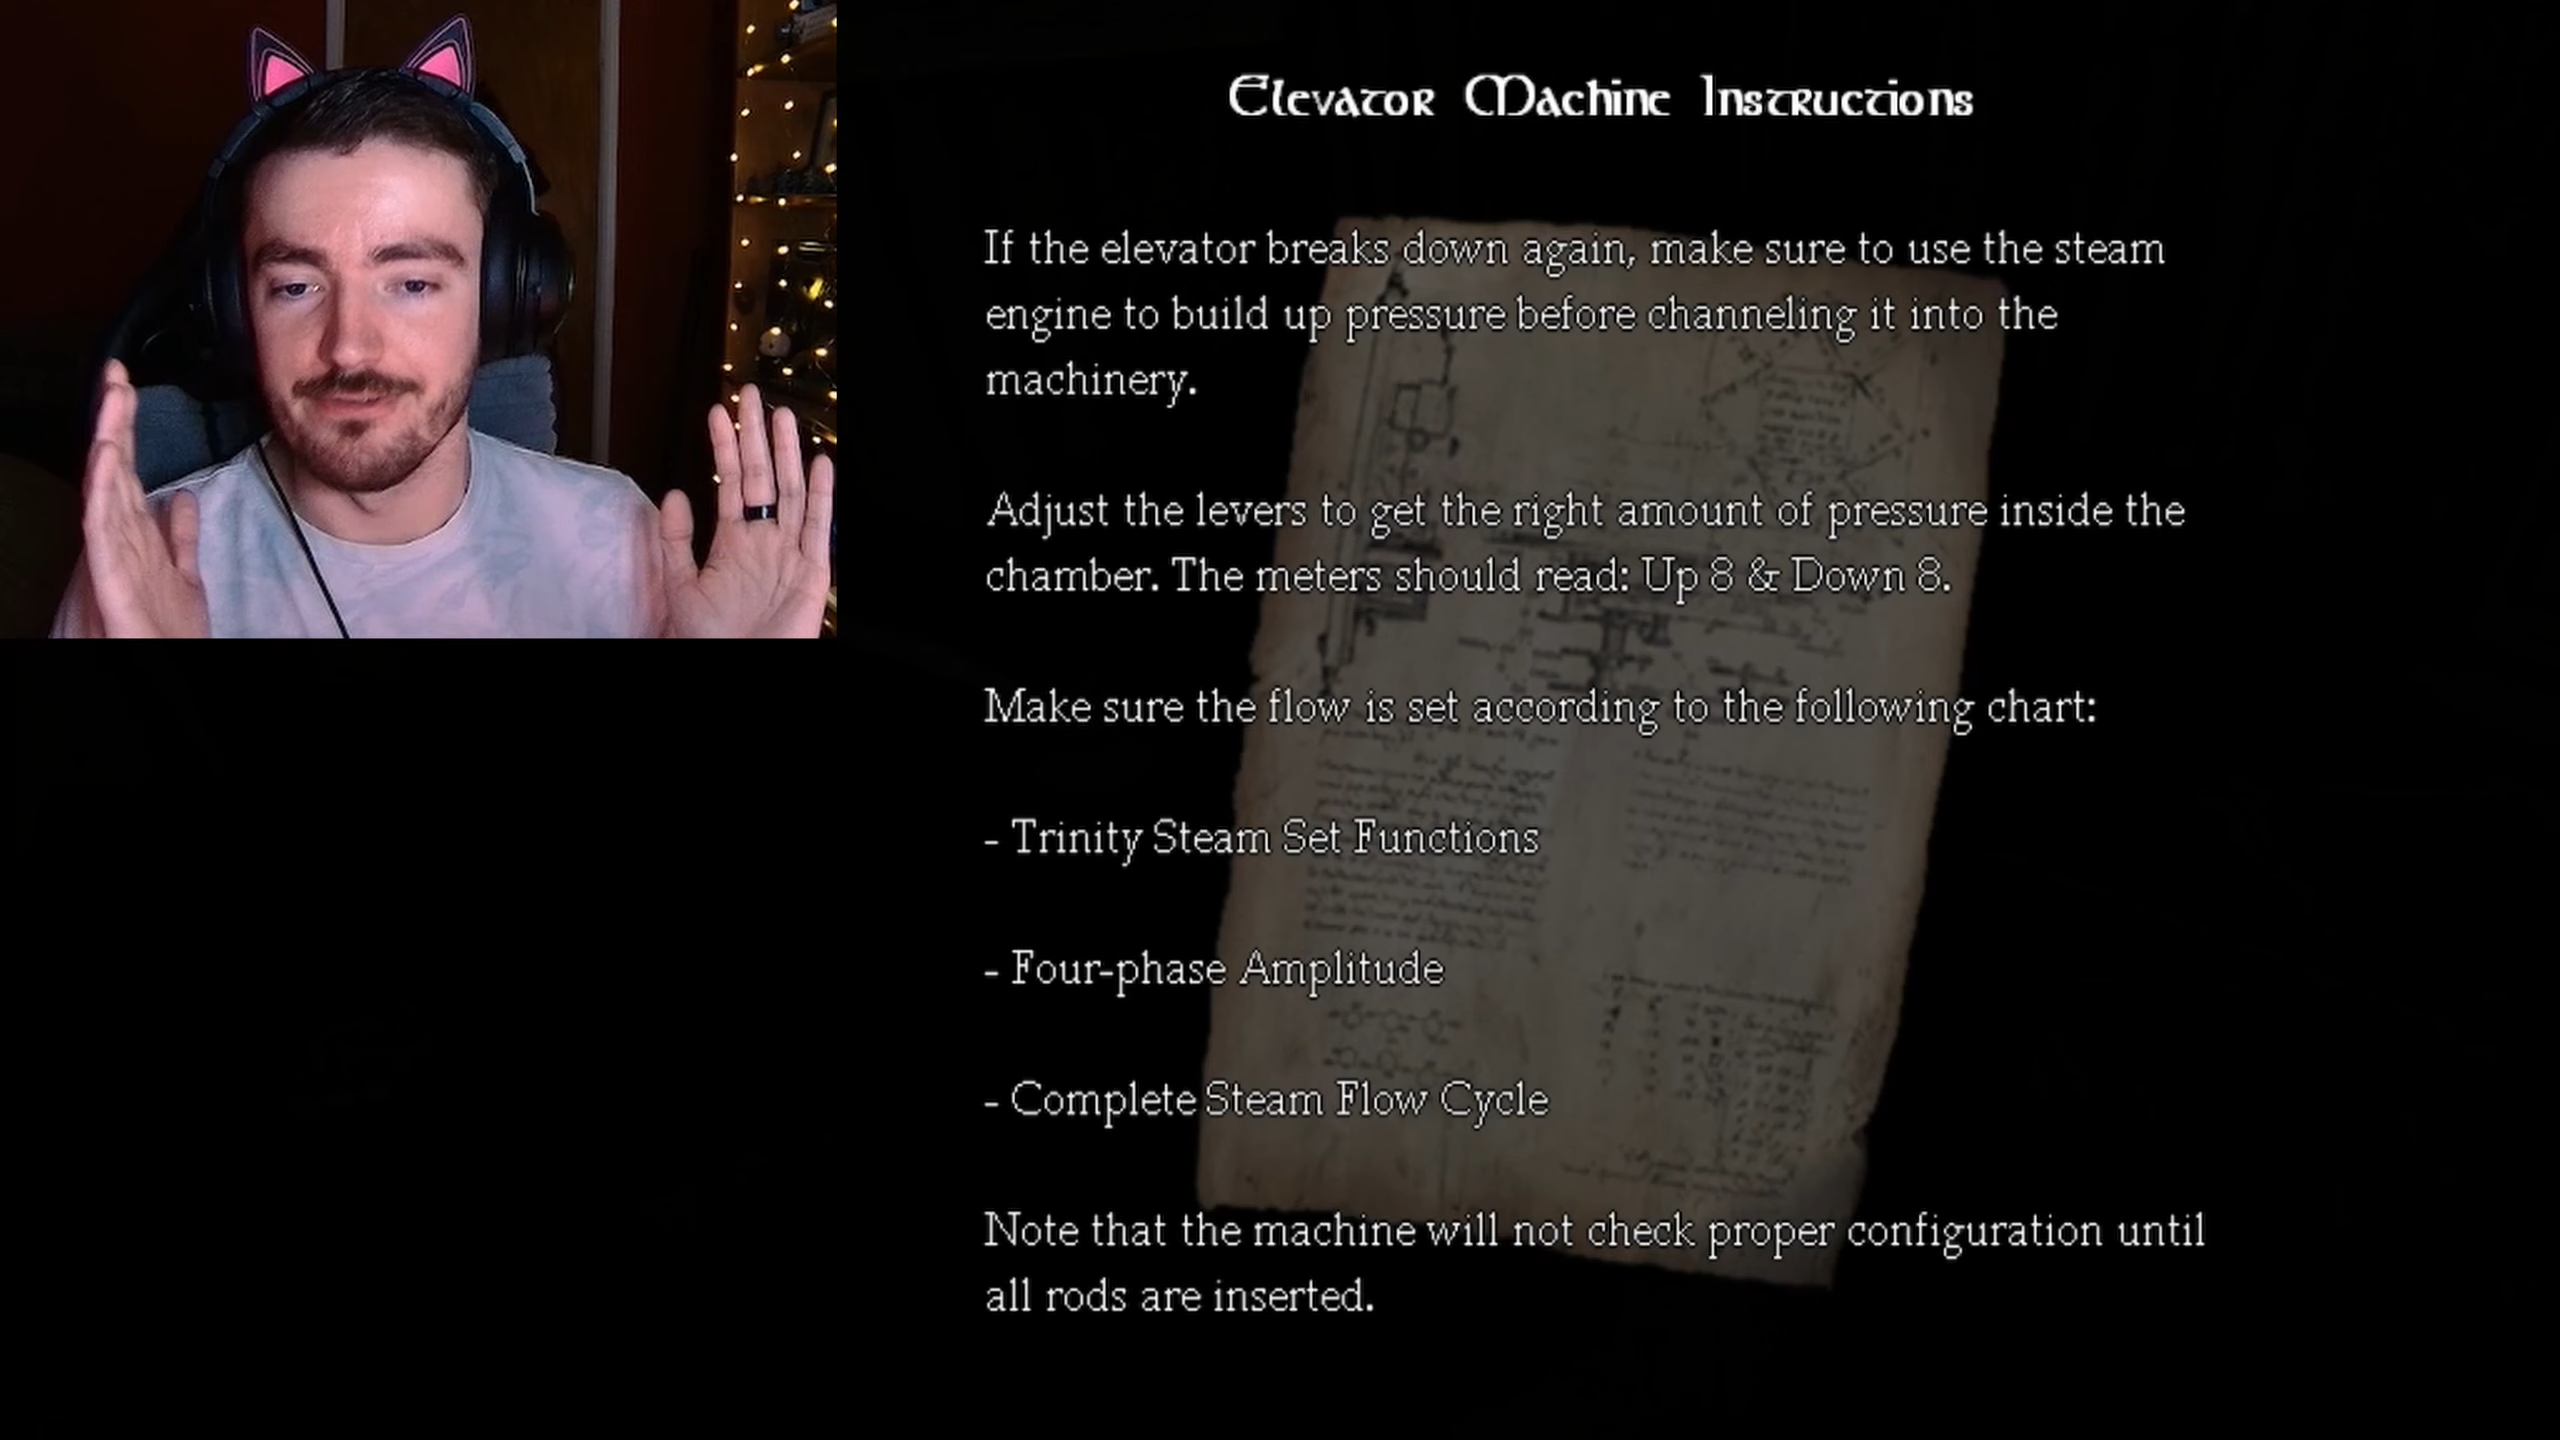 Elevator Machine Instructions
If the elevator breaks down again, make sure to use the steam
engine to build up pressure before channeling it into the
machinery.
Adjust the levers to get the right amount of pressure inside the
chamber. The meters should read: Up 8 & Down 8.
Make sure the flow is set according to the following chart:
- Trinity Steam Set Functions
- Four-phase Amplitude
- Complete Steam Flow Cycle
Note that the machine will not check proper configuration until
all rods are inserted.